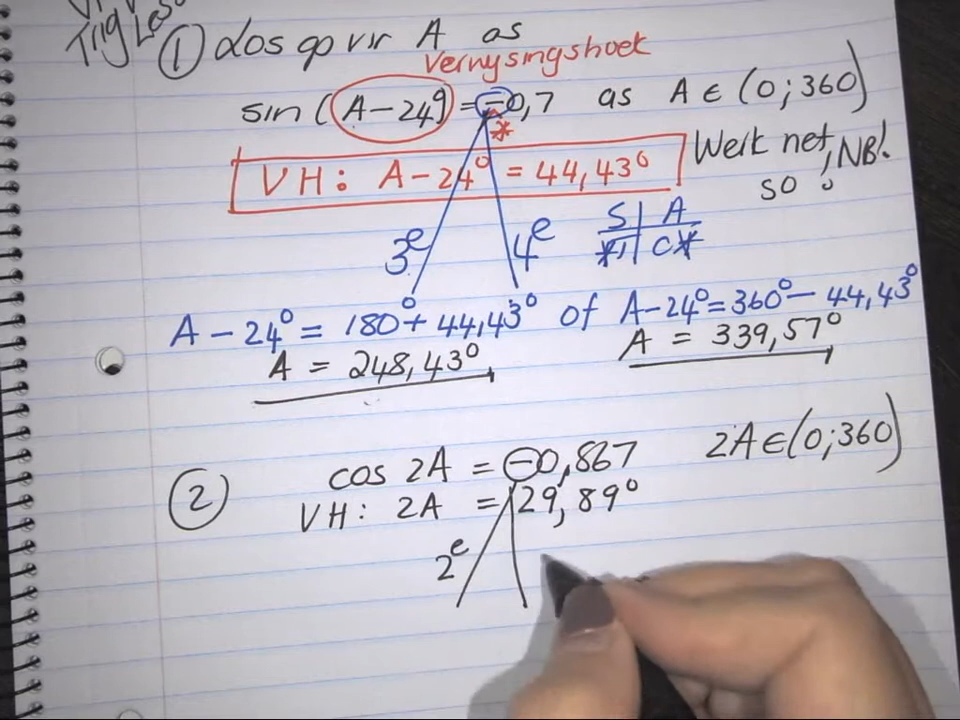 Trig Les
① Los op vir A as
Verwysingshoek
sin (A-24°) = -0,7 as A ∈ (0;360)
*
VH: A-24° = 44,43°
Werk net, NB!
so
S A
T C
3e 4e
A-24° = 180°+44,43° of A-24°=360°-44,43°
A = 248,43° A = 339,57°
② cos 2A = -0,867 2A∈(0;360)
VH: 2A = 29,89°
2e